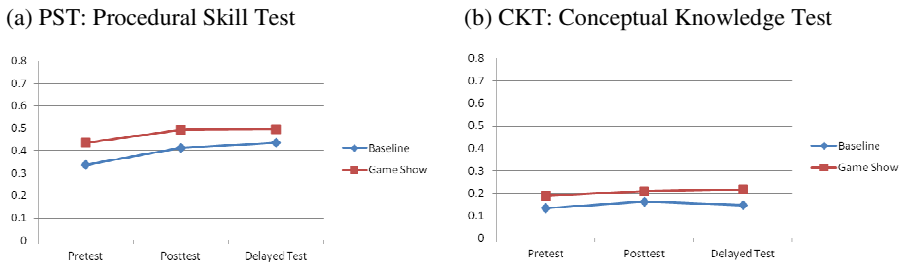 (a) PST: Procedural Skill Test
0.8
0.7
0.6
0.5
0.4
0.3
0.2
0.1
0
Pretest Posttest Delayed Test
Baseline
Game Show
(b) CKT: Conceptual Knowledge Test
0.8
0.7
0.6
0.5
0.4
0.3
0.2
0.1
0
Pretest Posttest Delayed Test
Baseline
Game Show